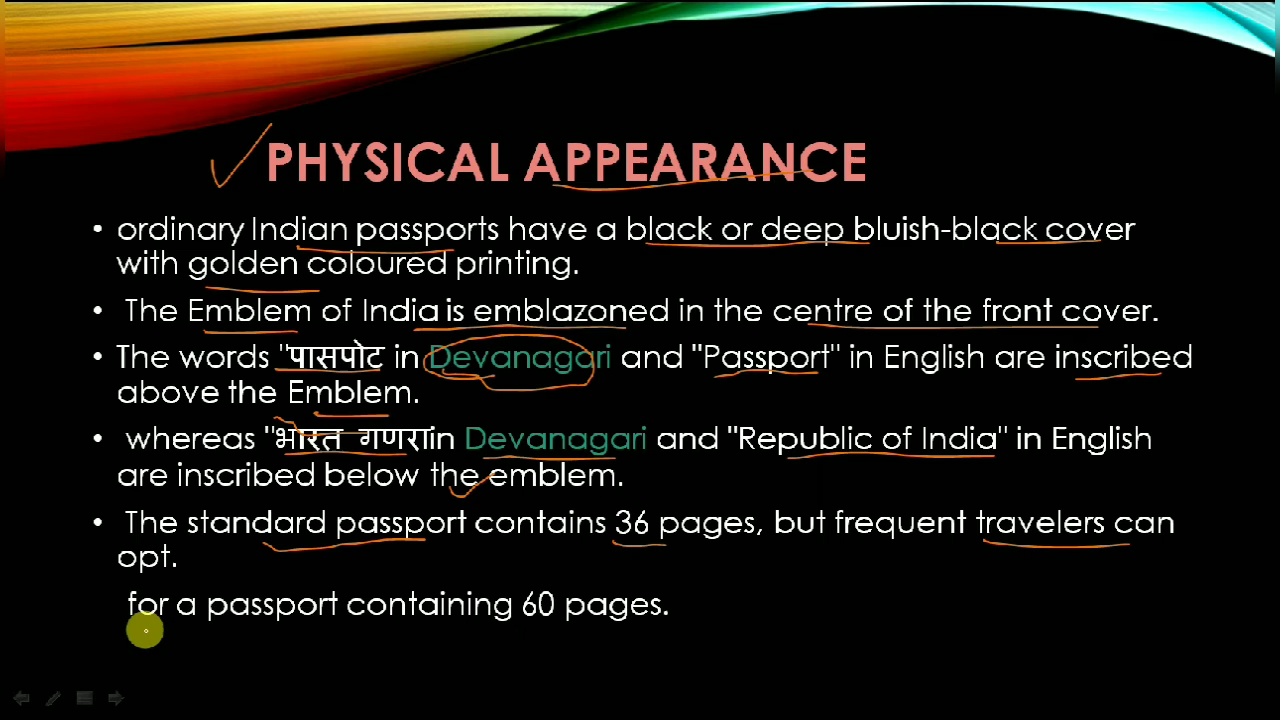 PHYSICAL APPEARANCE
• ordinary Indian passports have a black or deep bluish-black cover
with golden coloured printing.
• The Emblem of India is emblazoned in the centre of the front cover.
• The words "पासपोट in Devanagari and "Passport" in English are inscribed
above the Emblem.
• whereas "भारत गणराin Devanagari and "Republic of India" in English
are inscribed below the emblem.
• The standard passport contains 36 pages, but frequent travelers can
opt.
for a passport containing 60 pages.